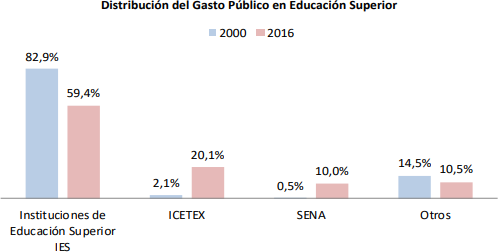 Distribución del Gasto Público en Educación Superior
2000 2016
82,9%
59,4%
2,1%
20,1%
0,5%
10,0%
14,5%
10,5%
Instituciones de
Educación Superior
IES
ICETEX
SENA
Otros